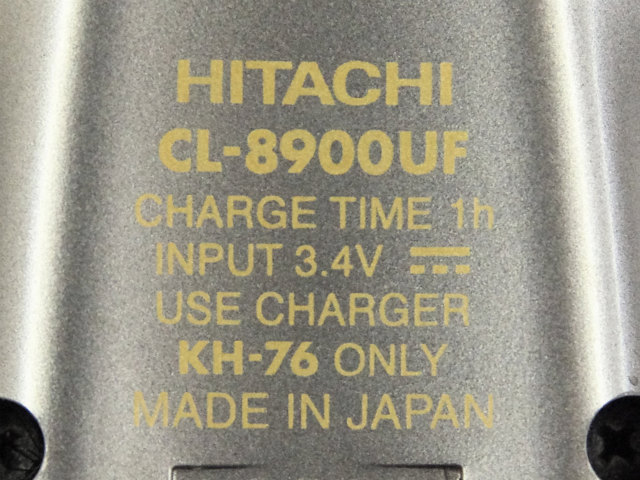 HITACHI
CL-8900UF
CHARGE TIME 1h
INPUT 3.4V ⎓
USE CHARGER
KH-76 ONLY
MADE IN JAPAN